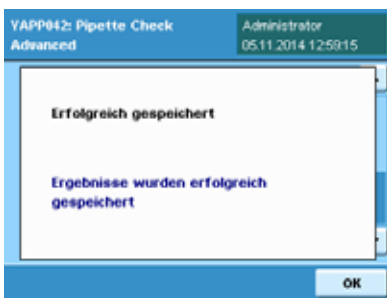 YAPP042: Pipette Check
Advanced
Administrator
05.11.2014 12:59:15
Erfolgreich gespeichert
Ergebnisse wurden erfolgreich
gespeichert
OK